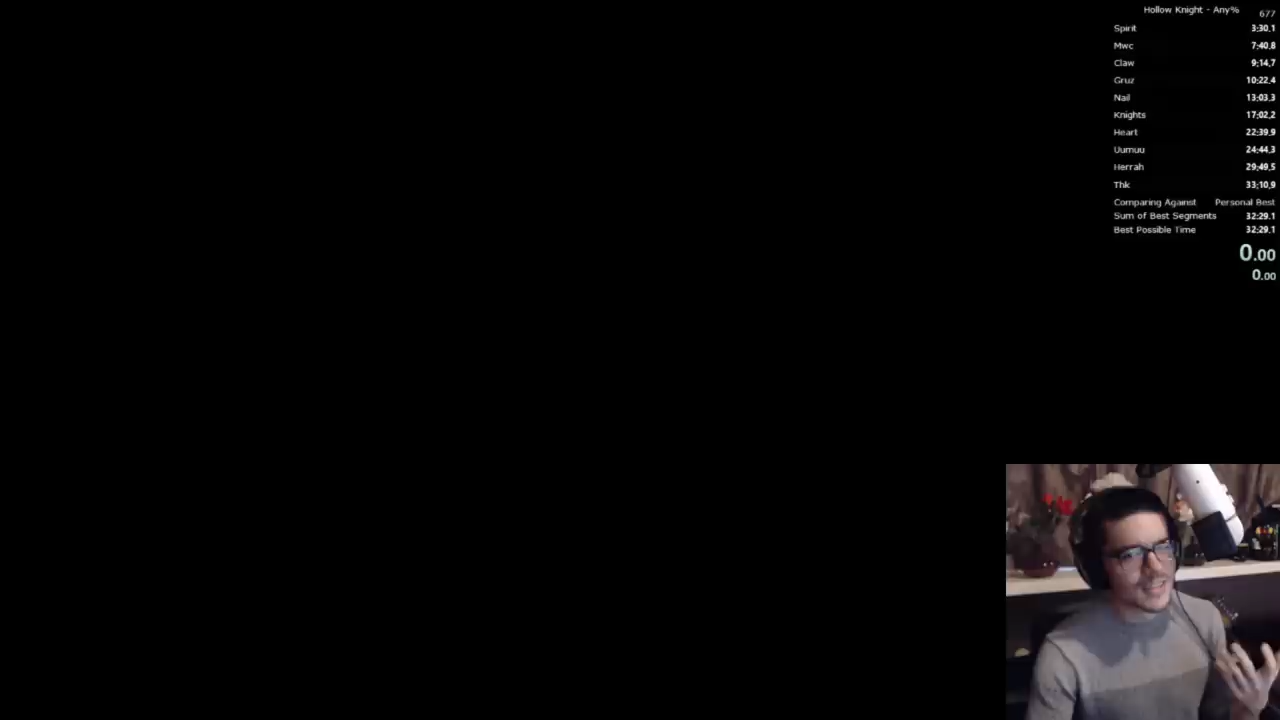 Hollow Knight - Any%
677
Spirit 3:30.1
Mwc 7:40.8
Claw 9:14.7
Gruz 10:22.4
Nail 13:03.3
Knights 17:02.2
Heart 22:39.9
Uumuu 24:44.3
Herrah 29:49.5
Thk 33:10.9
Comparing Against Personal Best
Sum of Best Segments 32:29.1
Best Possible Time 32:29.1
0.00
0.00